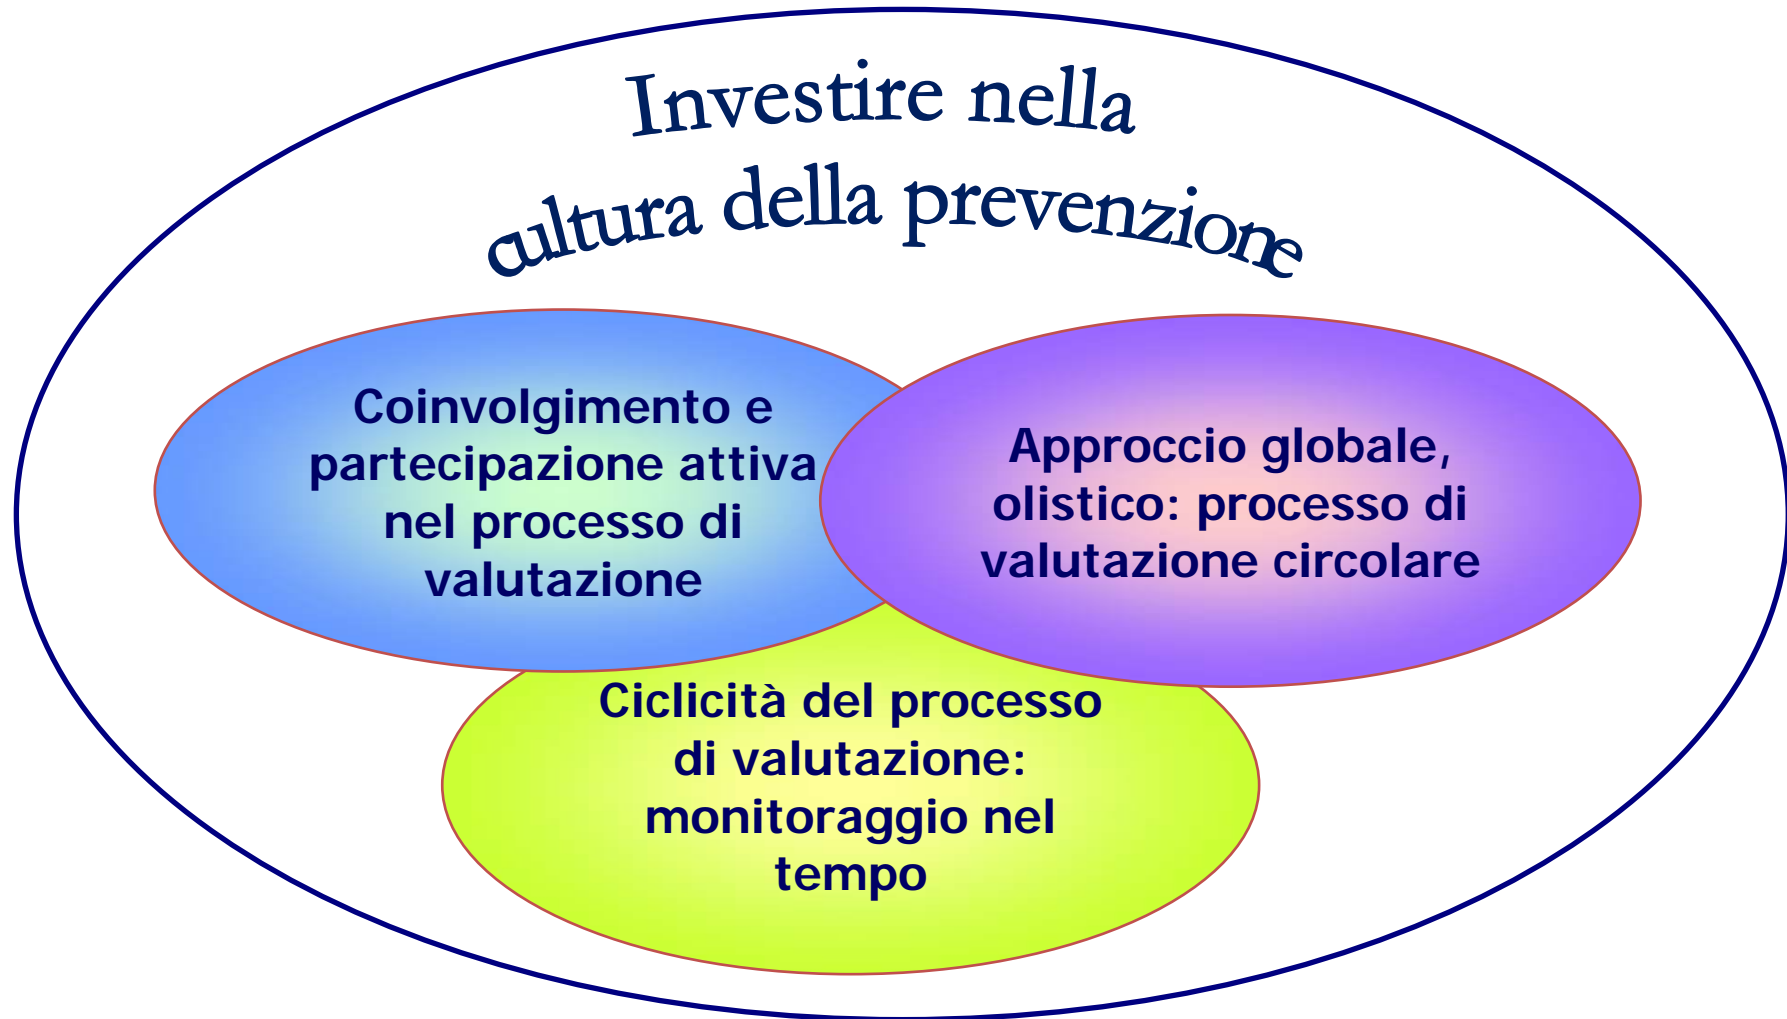 Investire nella
cultura della prevenzione
Coinvolgimento e
partecipazione attiva
nel processo di
valutazione
Approccio globale,
olistico: processo di
valutazione circolare
Ciclicità del processo
di valutazione:
monitoraggio nel
tempo